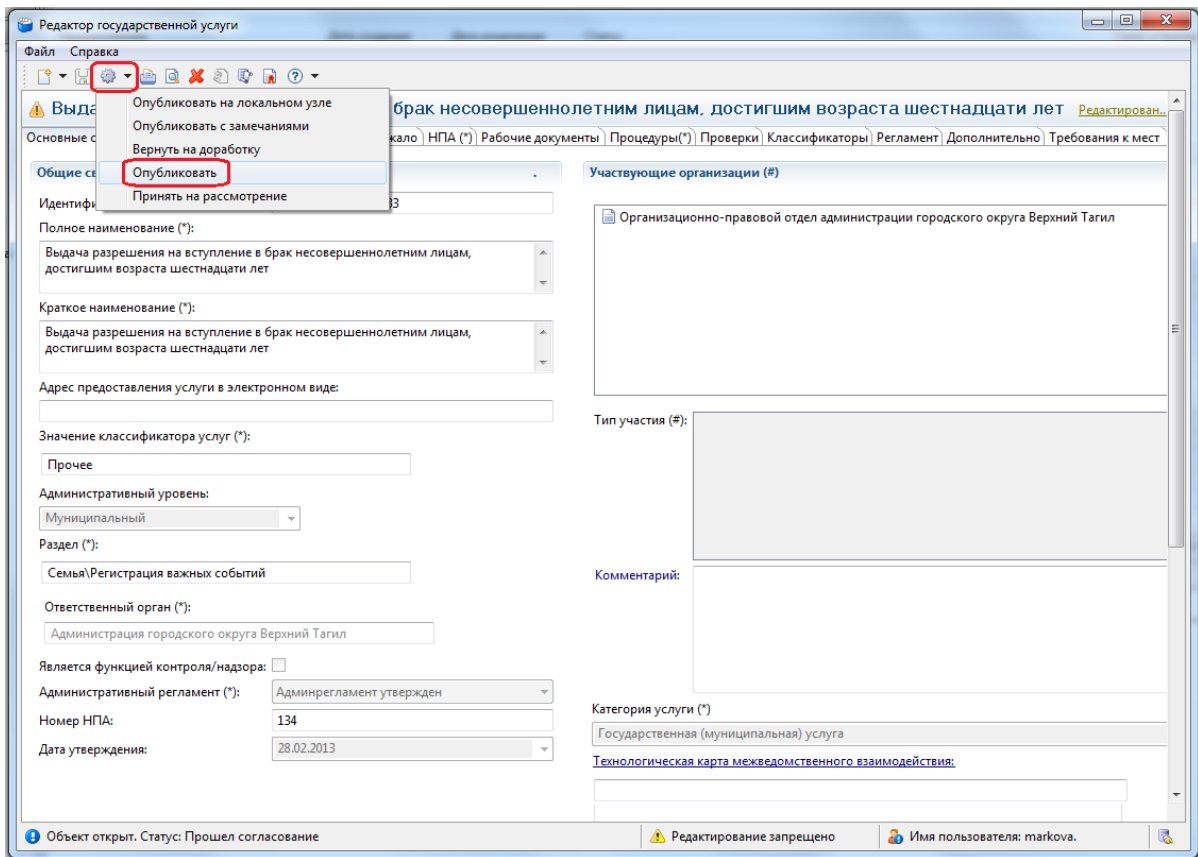 Редактор государственной услуги
Файл Справка
Опубликовать на локальном узле
Опубликовать с замечаниями
Вернуть на доработку
Опубликовать
Принять на рассмотрение
Выда
брак несовершеннолетним лицам, достигшим возраста шестнадцати лет
Редактирован..
Основные с
кало НПА (*) Рабочие документы Процедуры(*) Проверки Классификаторы Регламент Дополнительно Требования к мест
Общие св
Участвующие организации (#)
Идентифи
33
Организационно-правовой отдел администрации городского округа Верхний Тагил
Полное наименование (*):
Выдача разрешения на вступление в брак несовершеннолетним лицам,
достигшим возраста шестнадцати лет
Краткое наименование (*):
Выдача разрешения на вступление в брак несовершеннолетним лицам,
достигшим возраста шестнадцати лет
Адрес предоставления услуги в электронном виде:
Тип участия (#):
Значение классификатора услуг (*):
Прочее
Административный уровень:
Муниципальный
Раздел (*):
Семья\Регистрация важных событий
Комментарий:
Ответственный орган (*):
Администрация городского округа Верхний Тагил
Является функцией контроля/надзора:
Административный регламент (*): Админрегламент утвержден
Категория услуги (*)
Номер НПА: 134
Государственная (муниципальная) услуга
Дата утверждения: 28.02.2013
Технологическая карта межведомственного взаимодействия:
Объект открыт. Статус: Прошел согласование
Редактирование запрещено
Имя пользователя: markova.